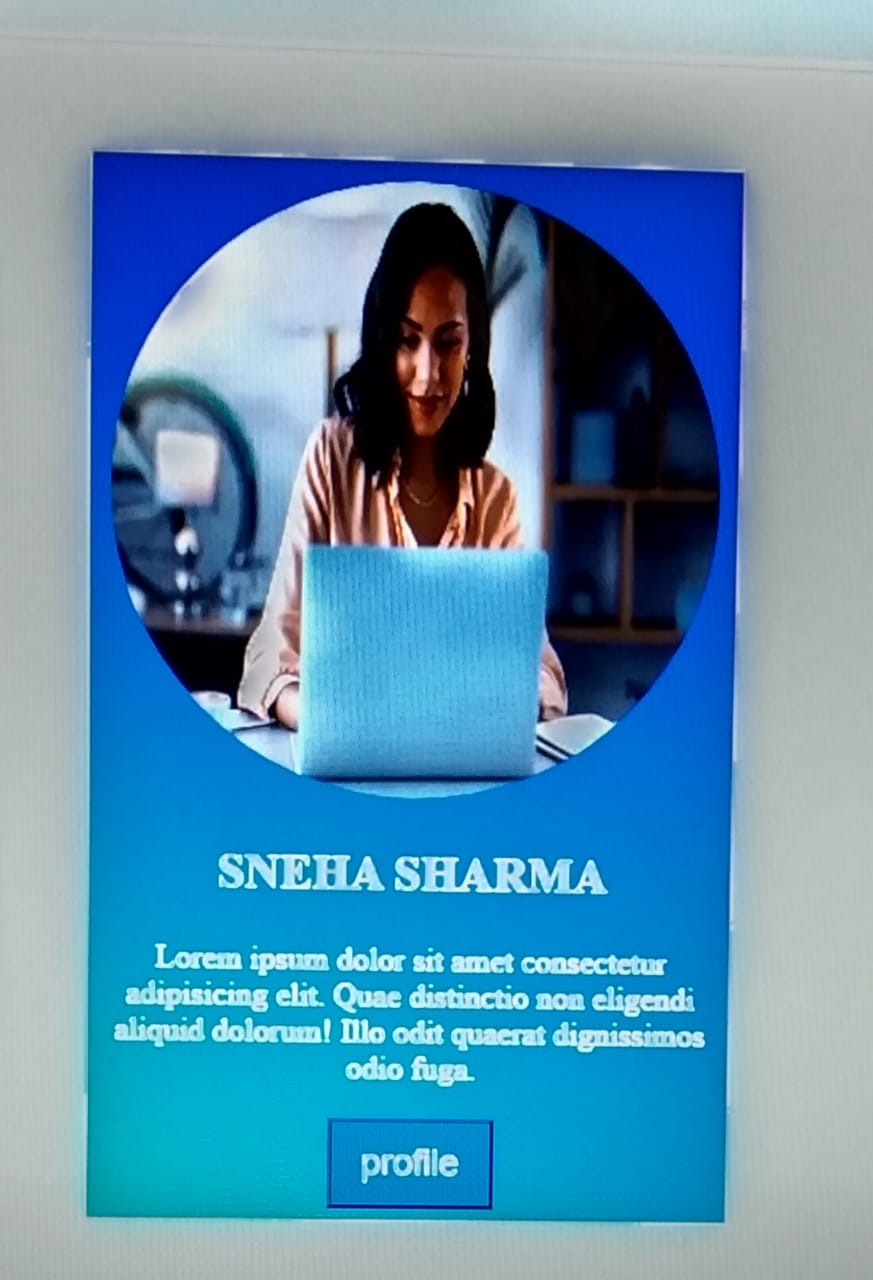 SNEHA SHARMA
Lorem ipsum dolor sit amet consectetur
adipisicing elit. Quae distinctio non eligendi
aliquid dolorum! Illo odit quaerat dignissimos
odio fuga.
profile